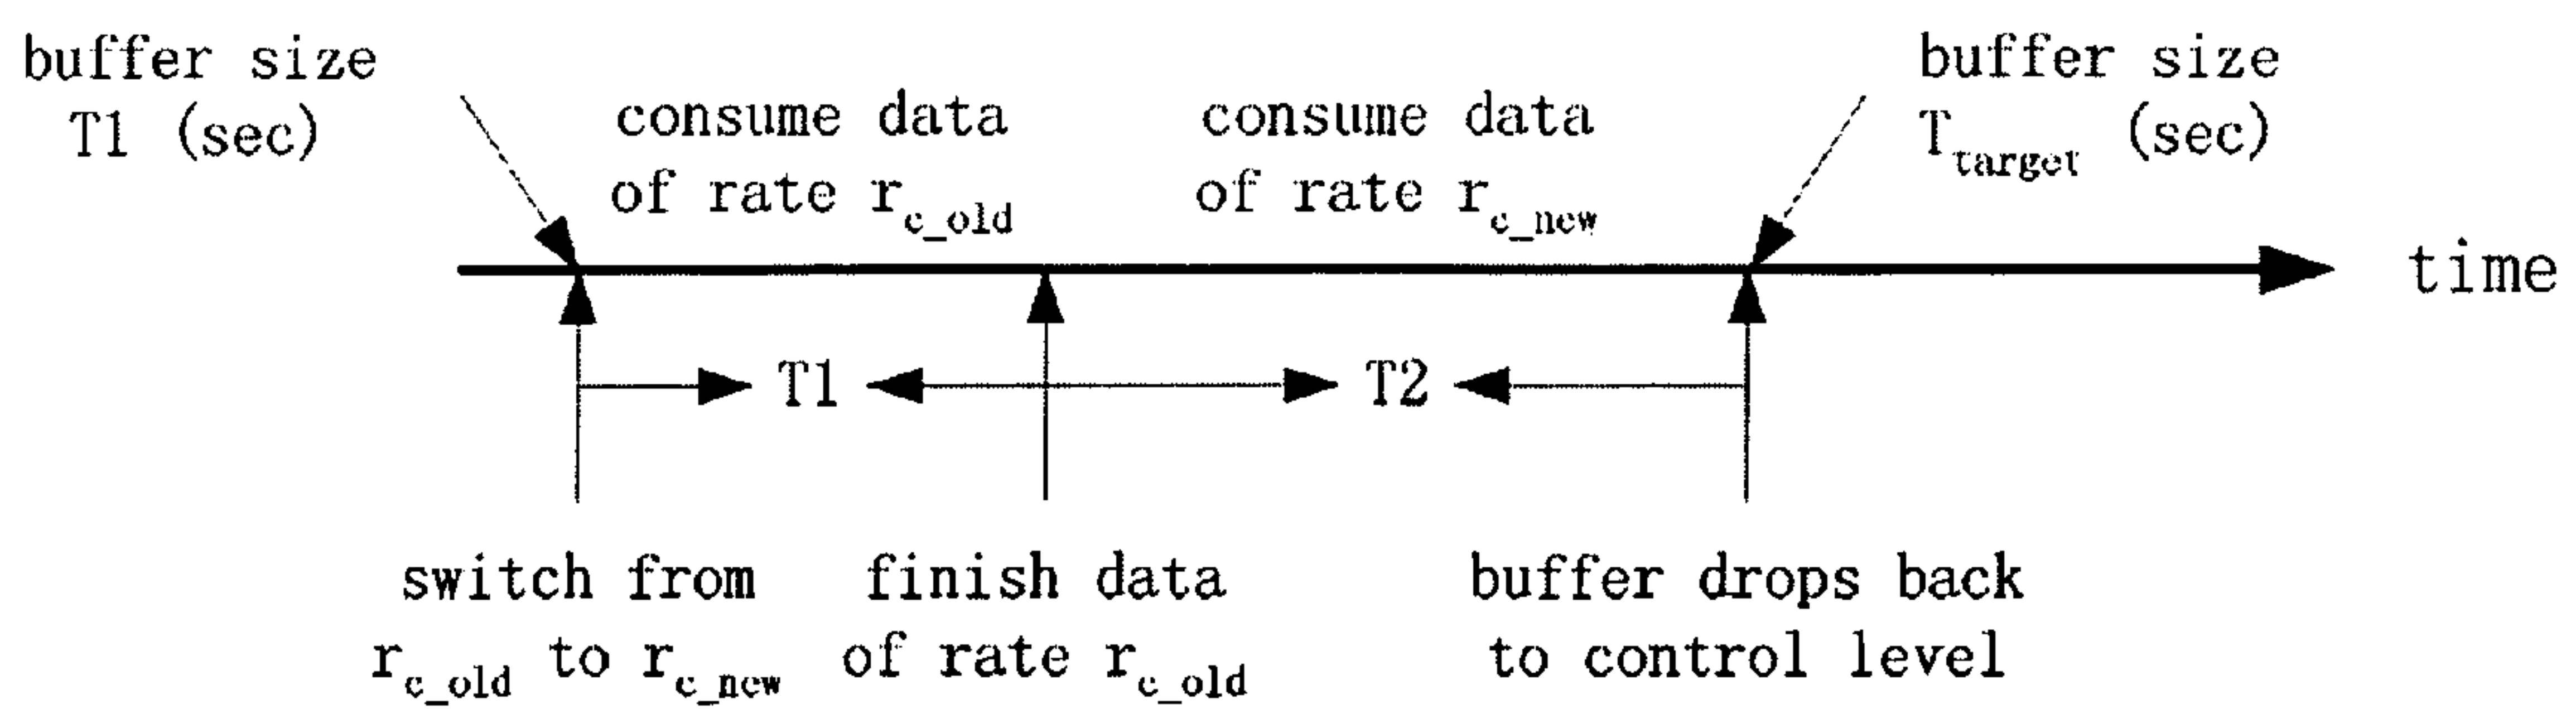 buffer size
T1 (sec)
consume data
of rate r_c_old
consume data
of rate r_c_new
buffer size
T_target (sec)
time
T1
T2
switch from
r_c_old to r_c_new
finish data
of rate r_c_old
buffer drops back
to control level